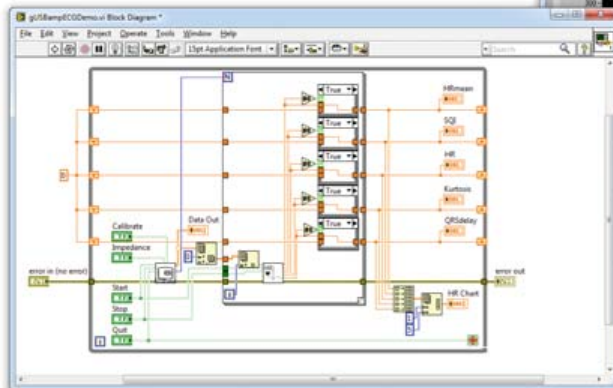 gUSBampECGDemo.vi Block Diagram *
File Edit View Project Operate Tools Window Help
15pt Application Font
Search
N
True
HRmean
True
SQI
True
HR
True
Kurtosis
True
QRSdelay
0
Calibrate
Data Out
Impedance
error in (no error)
error out
Start
HR Chart
Stop
Quit
i
i